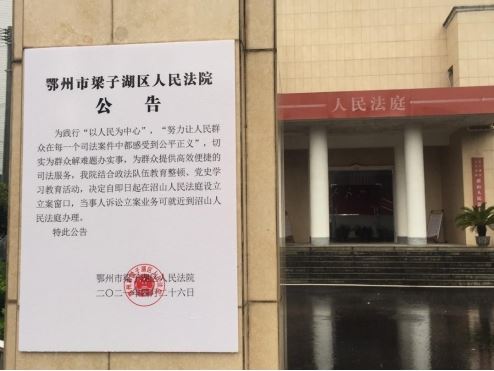 鄂州市梁子湖区人民法院
公 告
为践行“以人民为中心”，“努力让人民群
众在每一个司法案件中都感受到公平正义”，切
实为群众解难题办实事，为群众提供高效便捷的
司法服务，我院结合政法队伍教育整顿、党史学
习教育活动，决定自即日起在沼山人民法庭设立
立案窗口，当事人诉讼立案业务可就近到沼山人
民法庭办理。
特此公告
鄂州市梁子湖区人民法院
二〇二一年四月二十六日
人民法庭